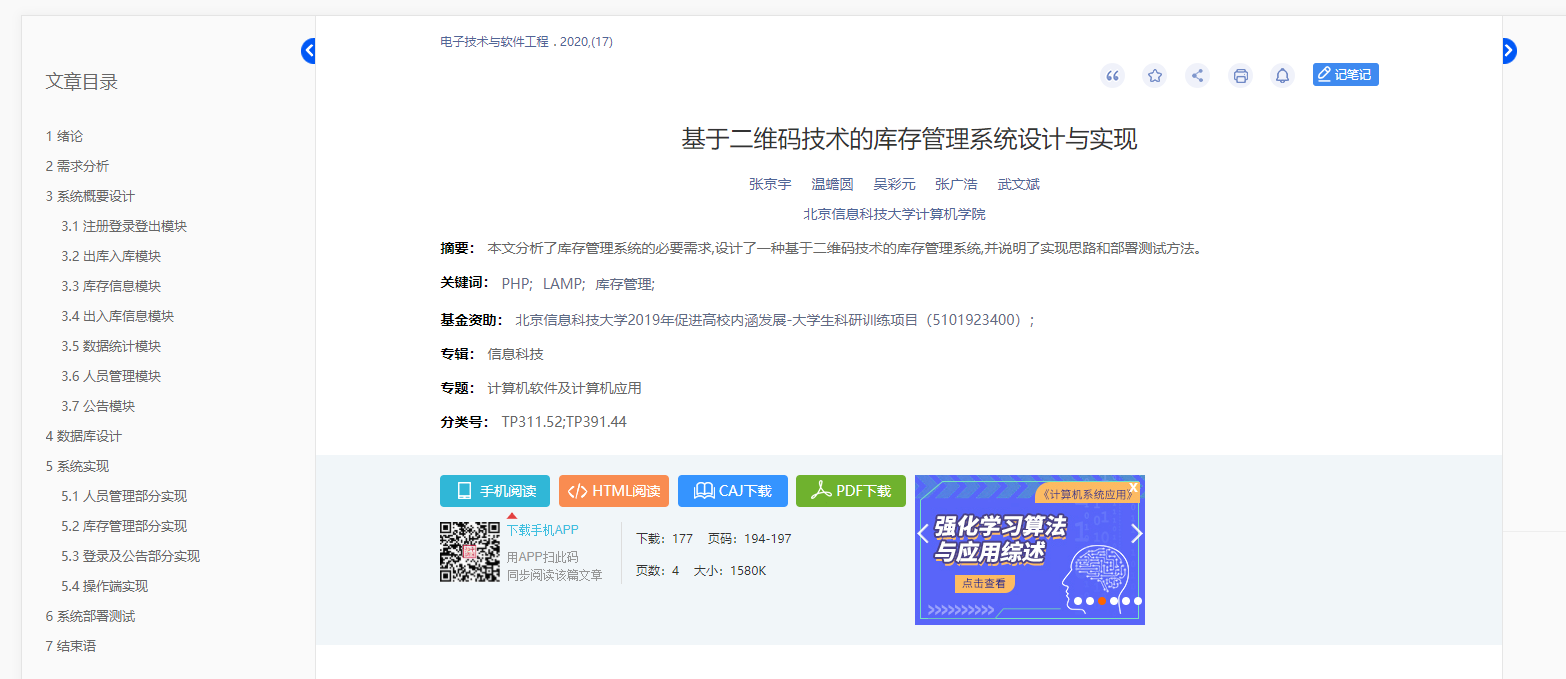 文章目录
1 绪论
2 需求分析
3 系统概要设计
3.1 注册登录登出模块
3.2 出库入库模块
3.3 库存信息模块
3.4 出入库信息模块
3.5 数据统计模块
3.6 人员管理模块
3.7 公告模块
4 数据库设计
5 系统实现
5.1 人员管理部分实现
5.2 库存管理部分实现
5.3 登录及公告部分实现
5.4 操作端实现
6 系统部署测试
7 结束语
电子技术与软件工程 . 2020,(17)
记笔记
基于二维码技术的库存管理系统设计与实现
张京宇 温蟾圆 吴彩元 张广浩 武文斌
北京信息科技大学计算机学院
摘要： 本文分析了库存管理系统的必要需求,设计了一种基于二维码技术的库存管理系统,并说明了实现思路和部署测试方法。
关键词： PHP; LAMP; 库存管理;
基金资助： 北京信息科技大学2019年促进高校内涵发展-大学生科研训练项目（5101923400）;
专辑： 信息科技
专题： 计算机软件及计算机应用
分类号： TP311.52;TP391.44
手机阅读 HTML阅读 CAJ下载 PDF下载
下载手机APP
用APP扫此码
同步阅读该篇文章
下载：177 页码：194-197
页数：4 大小：1580K
《计算机系统应用》
强化学习算法
与应用综述
点击查看